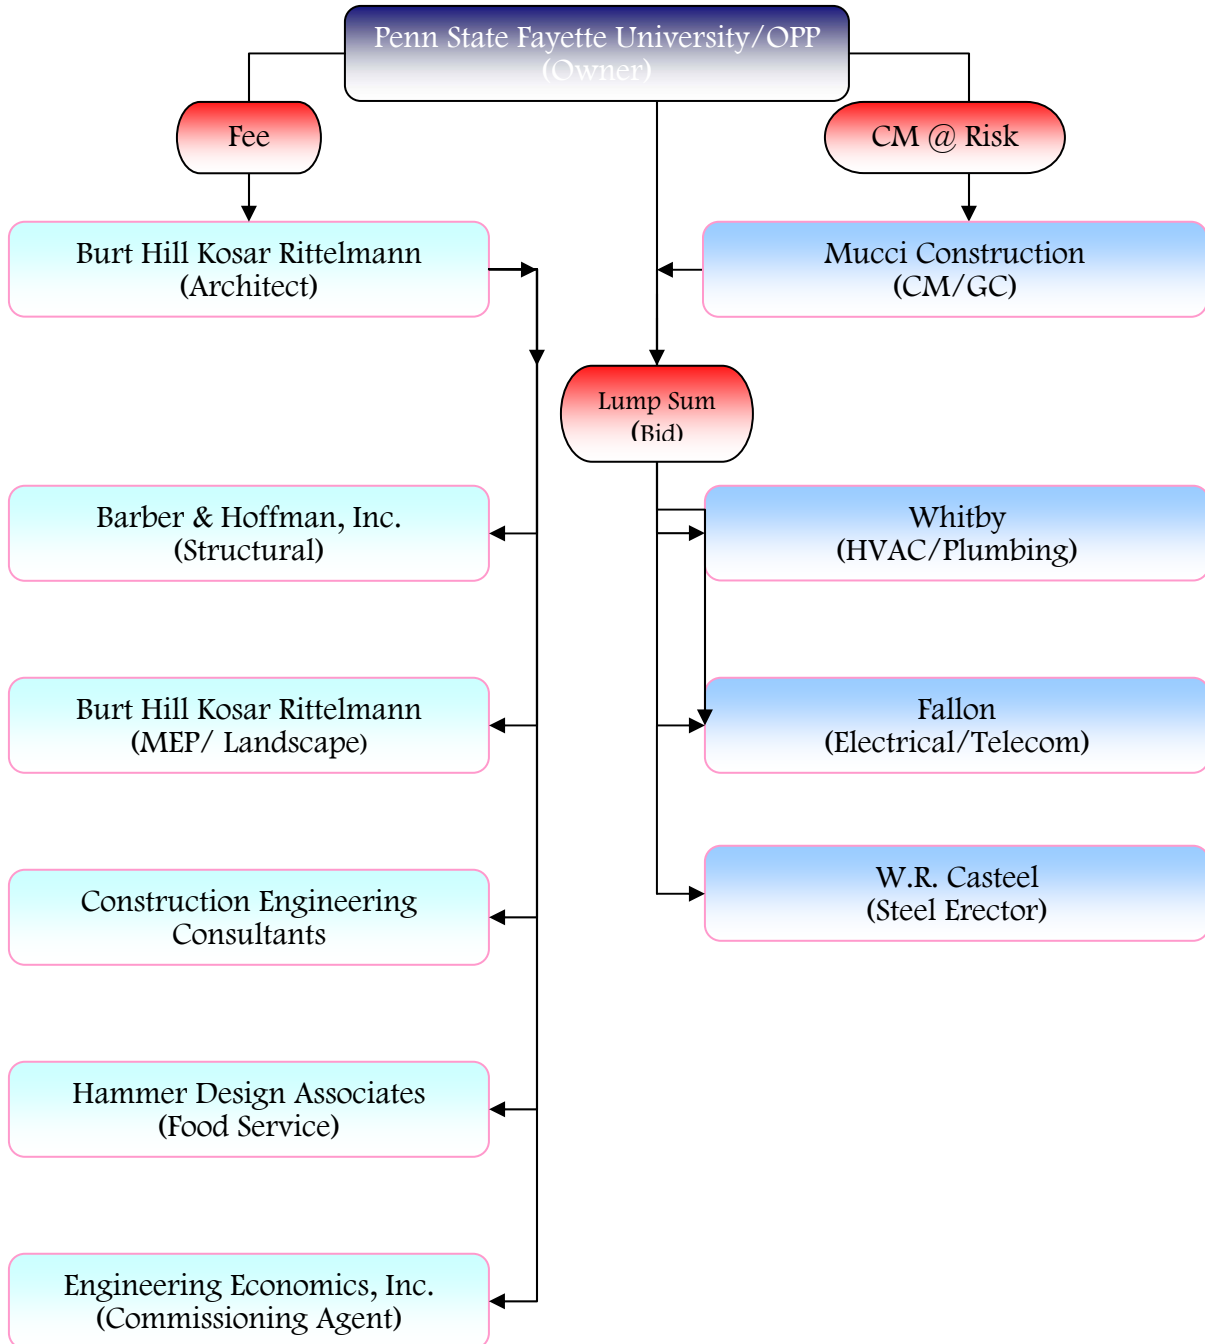 Penn State Fayette University/OPP
(Owner)
Fee
CM @ Risk
Burt Hill Kosar Rittelmann
(Architect)
Mucci Construction
(CM/GC)
Lump Sum
(Bid)
Barber & Hoffman, Inc.
(Structural)
Whitby
(HVAC/Plumbing)
Burt Hill Kosar Rittelmann
(MEP/ Landscape)
Fallon
(Electrical/Telecom)
Construction Engineering
Consultants
W.R. Casteel
(Steel Erector)
Hammer Design Associates
(Food Service)
Engineering Economics, Inc.
(Commissioning Agent)